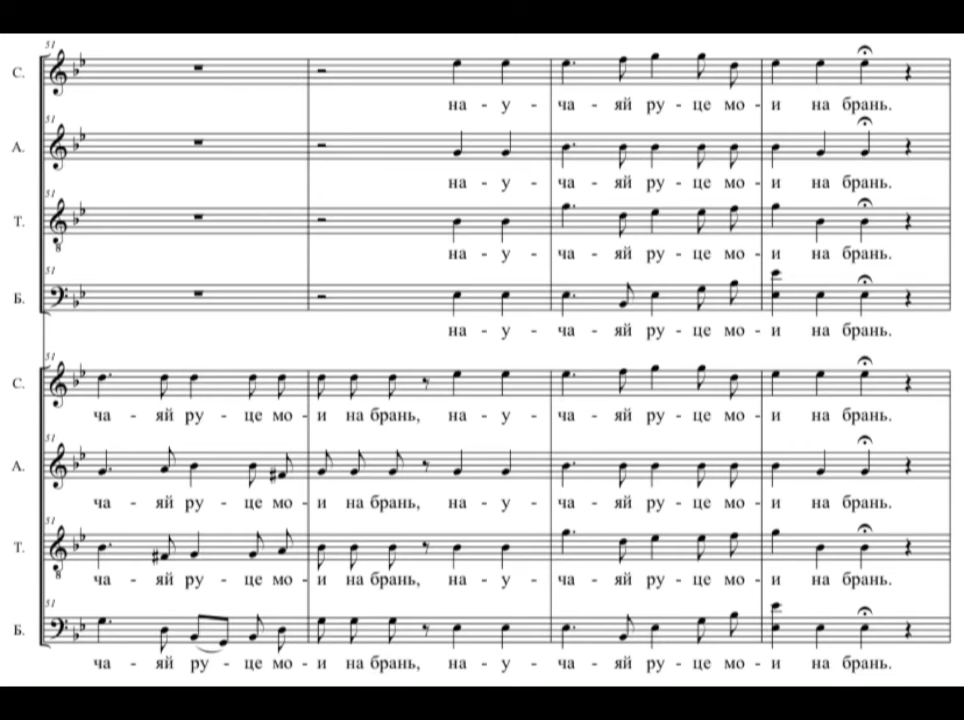 51
С.
на - у - ча - яй ру - це мо - и на брань.
51
А.
на - у - ча - яй ру - це мо - и на брань.
51
Т.
8
на - у - ча - яй ру - це мо - и на брань.
51
Б.
на - у - ча - яй ру - це мо - и на брань.
51
С.
ча - яй ру - це мо - и на брань, на - у - ча - яй ру - це мо - и на брань.
51
А.
ча - яй ру - це мо - и на брань, на - у - ча - яй ру - це мо - и на брань.
51
Т.
8
ча - яй ру - це мо - и на брань, на - у - ча - яй ру - це мо - и на брань.
51
Б.
ча - яй ру - це мо - и на брань, на - у - ча - яй ру - це мо - и на брань.